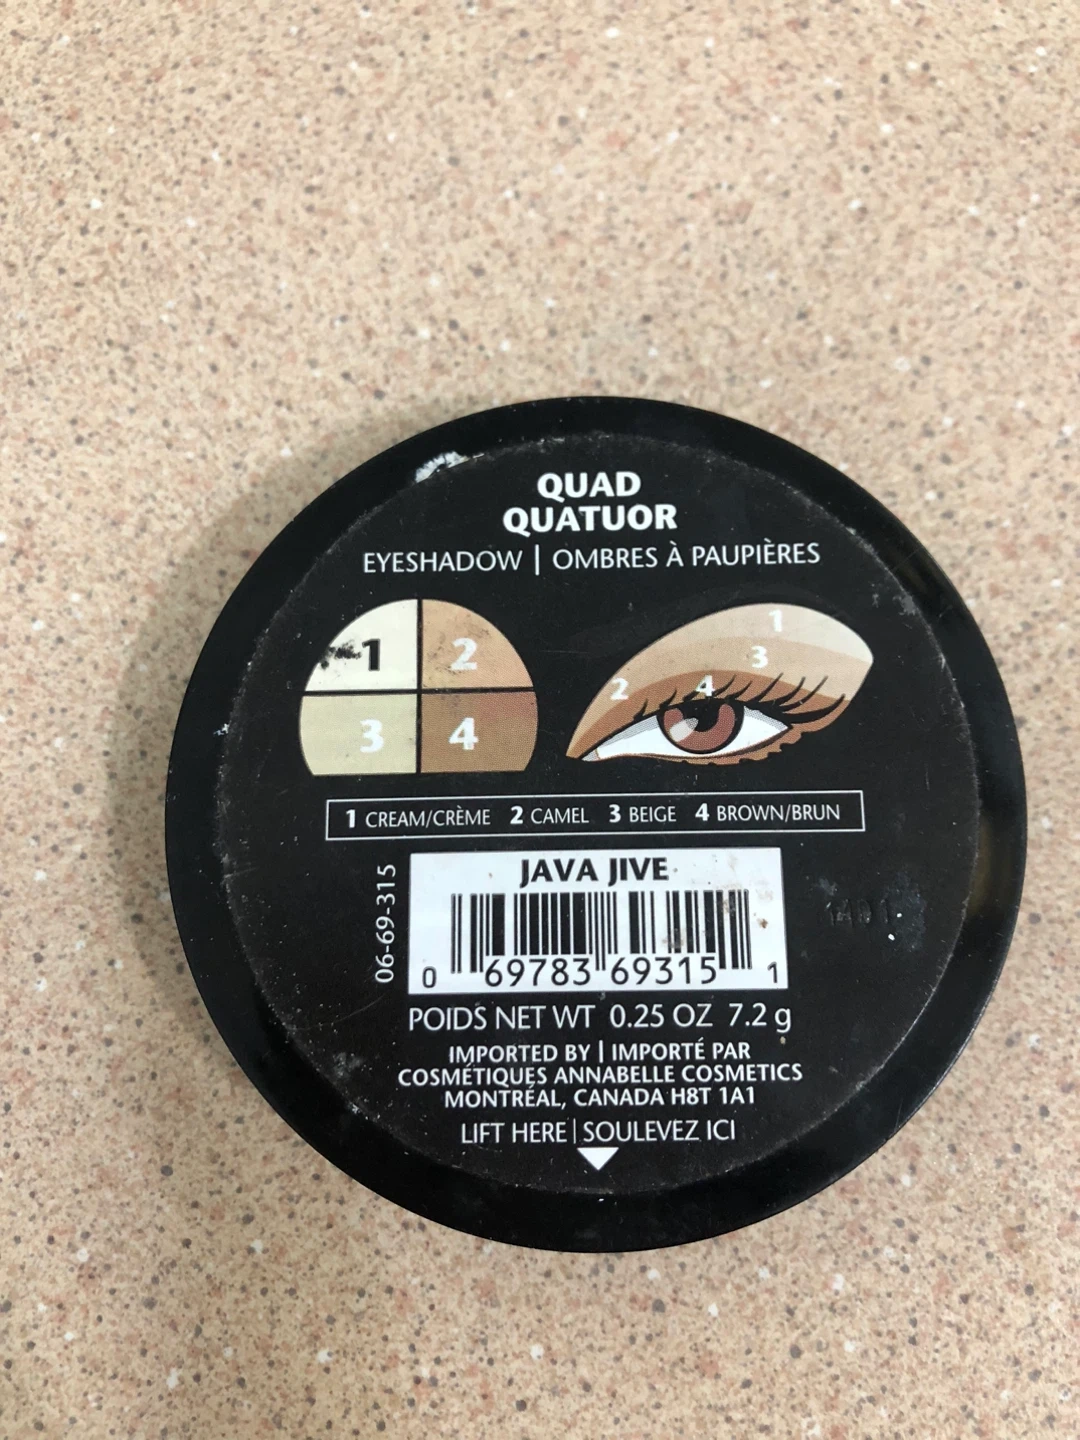 QUAD
QUATUOR
EYESHADOW | OMBRES À PAUPIÈRES
1 2
3 4
1
3
2 4
1 CREAM/CRÈME 2 CAMEL 3 BEIGE 4 BROWN/BRUN
06-69-315
JAVA JIVE
0 69783 69315 1
POIDS NET WT 0.25 OZ 7.2 g
IMPORTED BY | IMPORTÉ PAR
COSMÉTIQUES ANNABELLE COSMETICS
MONTRÉAL, CANADA H8T 1A1
LIFT HERE | SOULEVEZ ICI